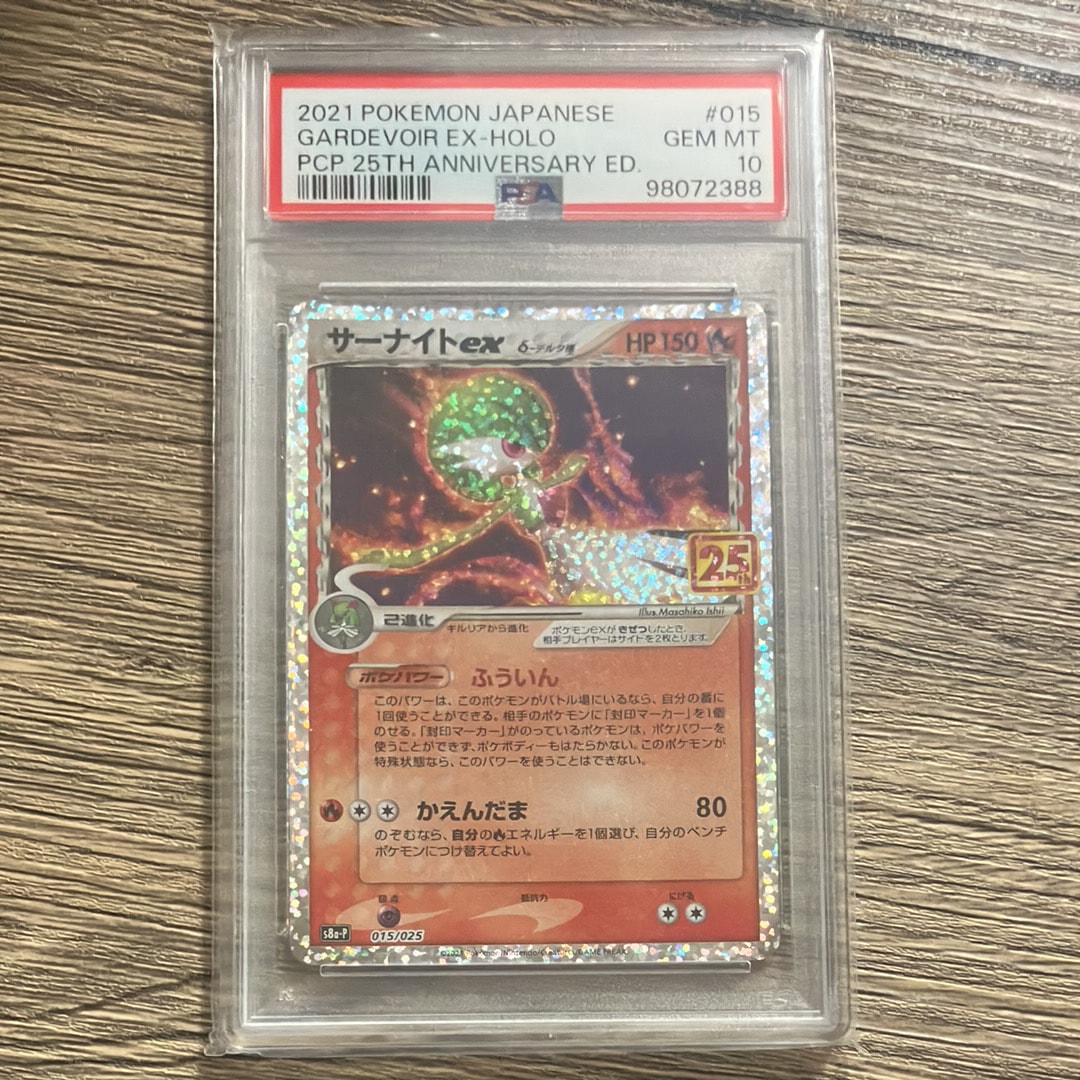 2021 POKEMON JAPANESE #015
GARDEVOIR EX-HOLO GEM MT
PCP 25TH ANNIVERSARY ED. 10
PSA 98072388
サーナイトex δ-デルタ種 HP 150
25th
Illus. Masahiko Ishii
2進化 キルリアから進化
ポケモンexがきぜつしたとき、
相手プレイヤーはサイドを2枚とります。
ポケパワー ふういん
このパワーは、このポケモンがバトル場にいるなら、自分の番に
1回使うことができる。相手のポケモンに「封印マーカー」を1個
のせる。「封印マーカー」がのっているポケモンは、ポケパワーを
使うことができず、ポケボディーもはたらかない。このポケモンが
特殊状態なら、このパワーを使うことはできない。
かえんだま 80
のぞむなら、自分のエネルギーを1個選び、自分のベンチ
ポケモンにつけ替えてよい。
弱点 抵抗力 にげる
s8a-P 015/025